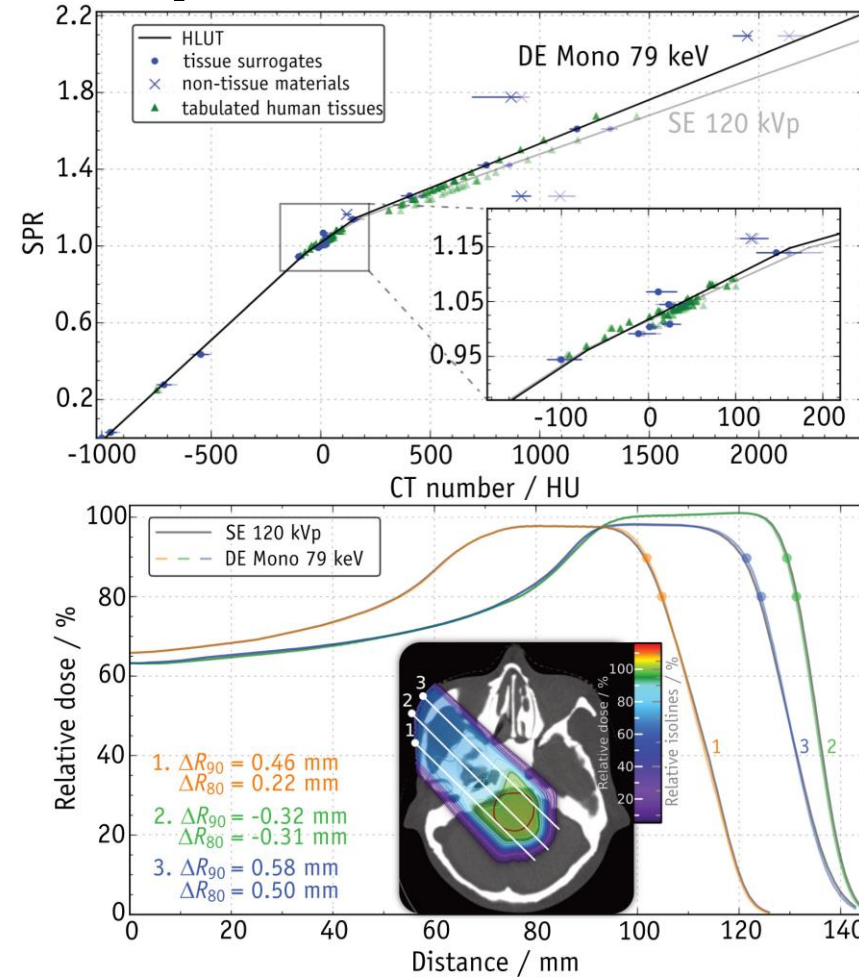 2.2
1.8
1.4
1.0
0.6
0.2
SPR
HLUT
tissue surrogates
non-tissue materials
tabulated human tissues
DE Mono 79 keV
SE 120 kVp
1.15
1.05
0.95
-100 0 100 200
-1000 -500 0 500 1000 1500 2000
CT number / HU
100
80
60
40
20
0
Relative dose / %
SE 120 kVp
DE Mono 79 keV
1. ΔR90 = 0.46 mm
ΔR80 = 0.22 mm
2. ΔR90 = -0.32 mm
ΔR80 = -0.31 mm
3. ΔR90 = 0.58 mm
ΔR80 = 0.50 mm
3
2
1
100
80
60
40
20
Relative dose / %
Relative isolines / %
1 3 2
0 20 40 60 80 100 120 140
Distance / mm